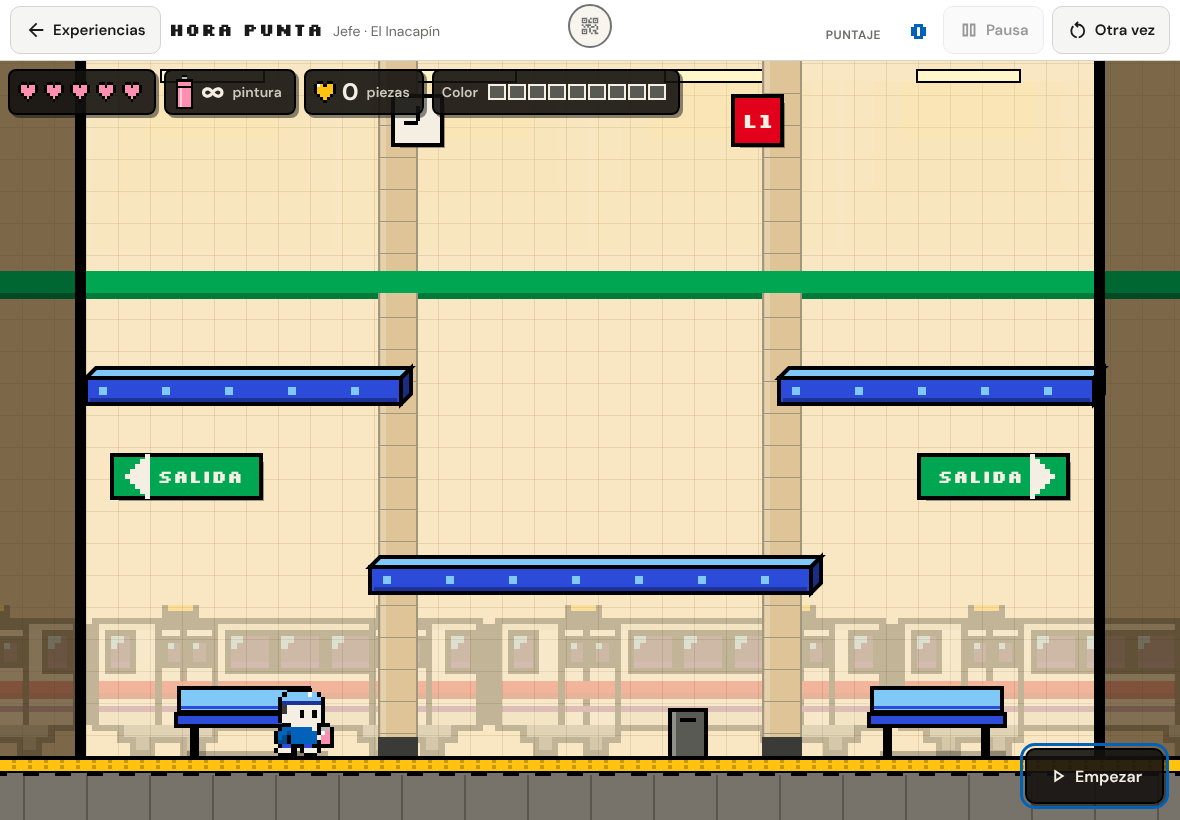 Experiencias
HORA PUNTA
Jefe · El Inacapín
PUNTAJE
0
Pausa
Otra vez
∞ pintura
0 piezas
Color
L1
SALIDA
SALIDA
Empezar